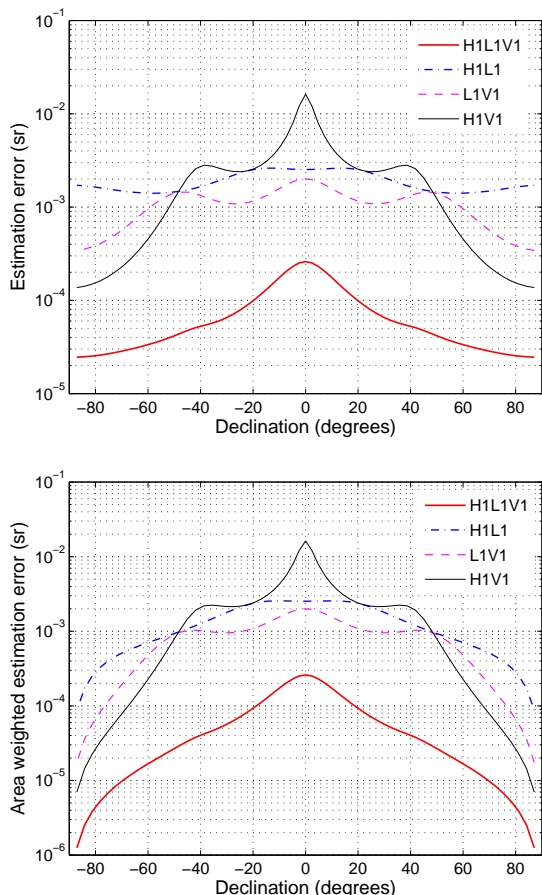 10⁻¹
10⁻²
10⁻³
10⁻⁴
10⁻⁵
Estimation error (sr)
H1L1V1
H1L1
L1V1
H1V1
−80 −60 −40 −20 0 20 40 60 80
Declination (degrees)
10⁻¹
10⁻²
10⁻³
10⁻⁴
10⁻⁵
10⁻⁶
Area weighted estimation error (sr)
H1L1V1
H1L1
L1V1
H1V1
−80 −60 −40 −20 0 20 40 60 80
Declination (degrees)